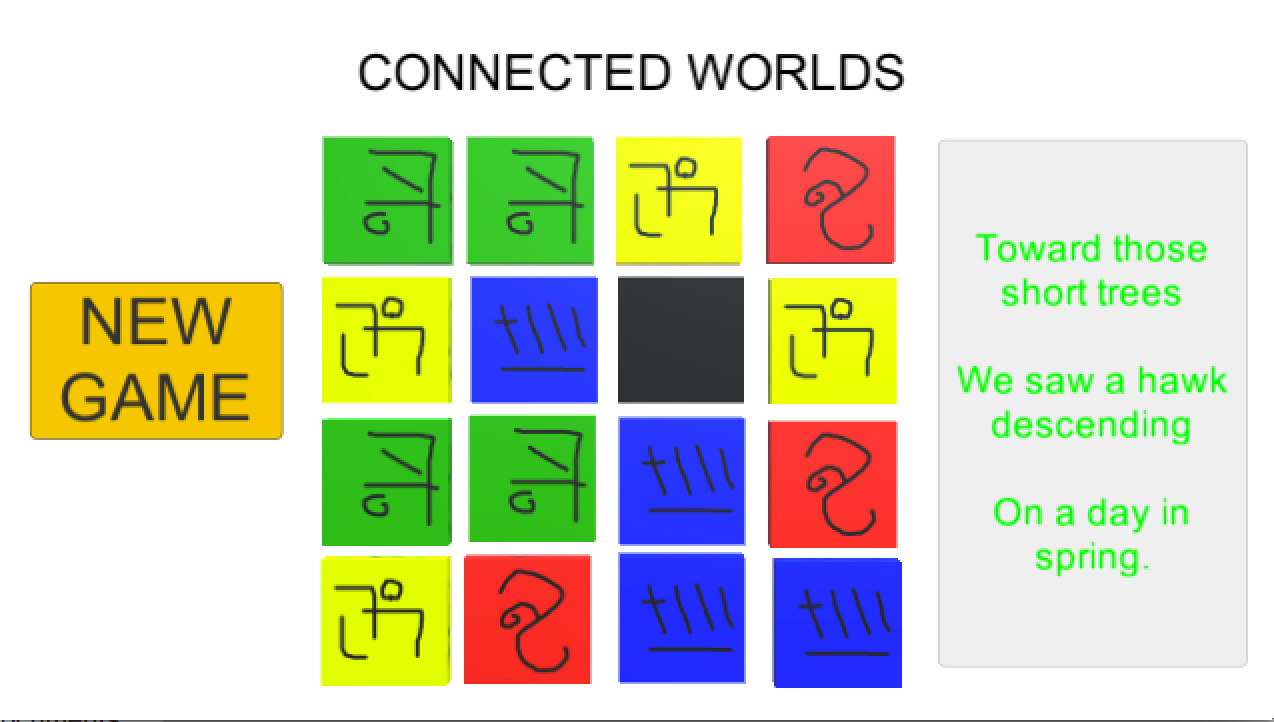 CONNECTED WORLDS
NEW
GAME
Toward those
short trees
We saw a hawk
descending
On a day in
spring.